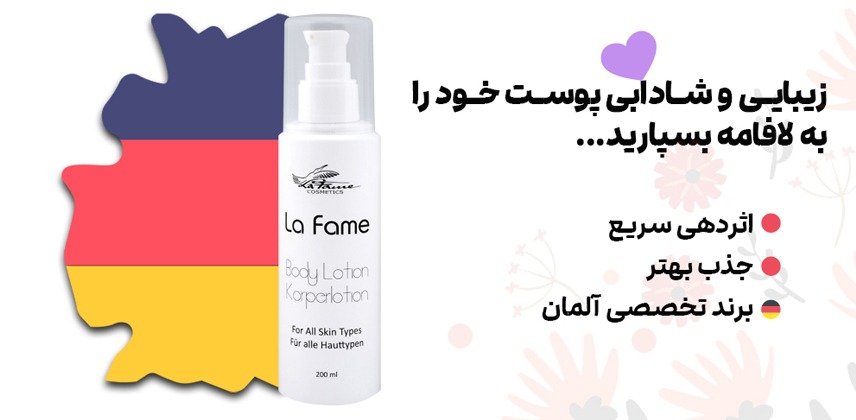 زیبایی و شادابی پوست خود را
به لافامه بسپارید...
اثردهی سریع
جذب بهتر
برند تخصصی آلمان
La Fame
COSMETICS
La Fame
Body Lotion
Korperlotion
For All Skin Types
Für alle Hauttypen
200 ml